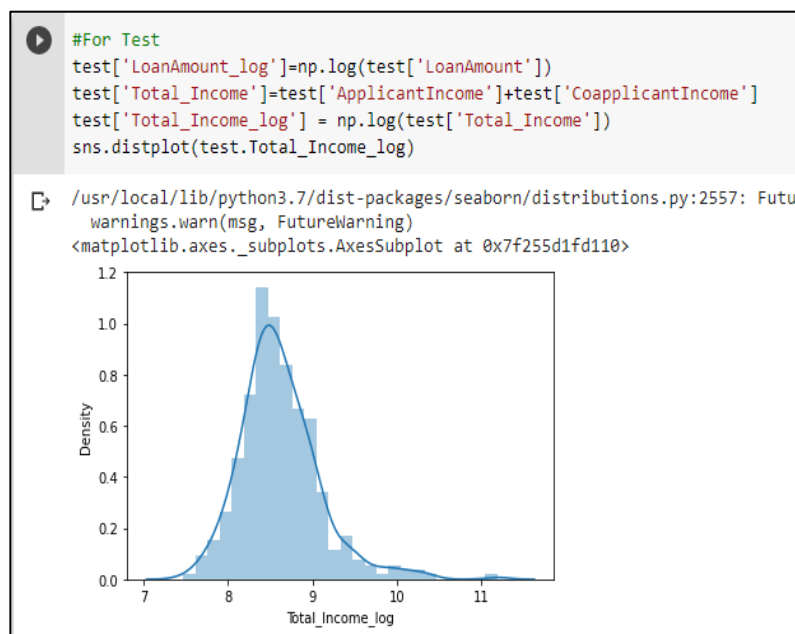 #For Test
test['LoanAmount_log']=np.log(test['LoanAmount'])
test['Total_Income']=test['ApplicantIncome']+test['CoapplicantIncome']
test['Total_Income_log'] = np.log(test['Total_Income'])
sns.distplot(test.Total_Income_log)
/usr/local/lib/python3.7/dist-packages/seaborn/distributions.py:2557: Futu
warnings.warn(msg, FutureWarning)
<matplotlib.axes._subplots.AxesSubplot at 0x7f255d1fd110>
1.2
1.0
0.8
0.6
0.4
0.2
0.0
Density
7 8 9 10 11
Total_Income_log